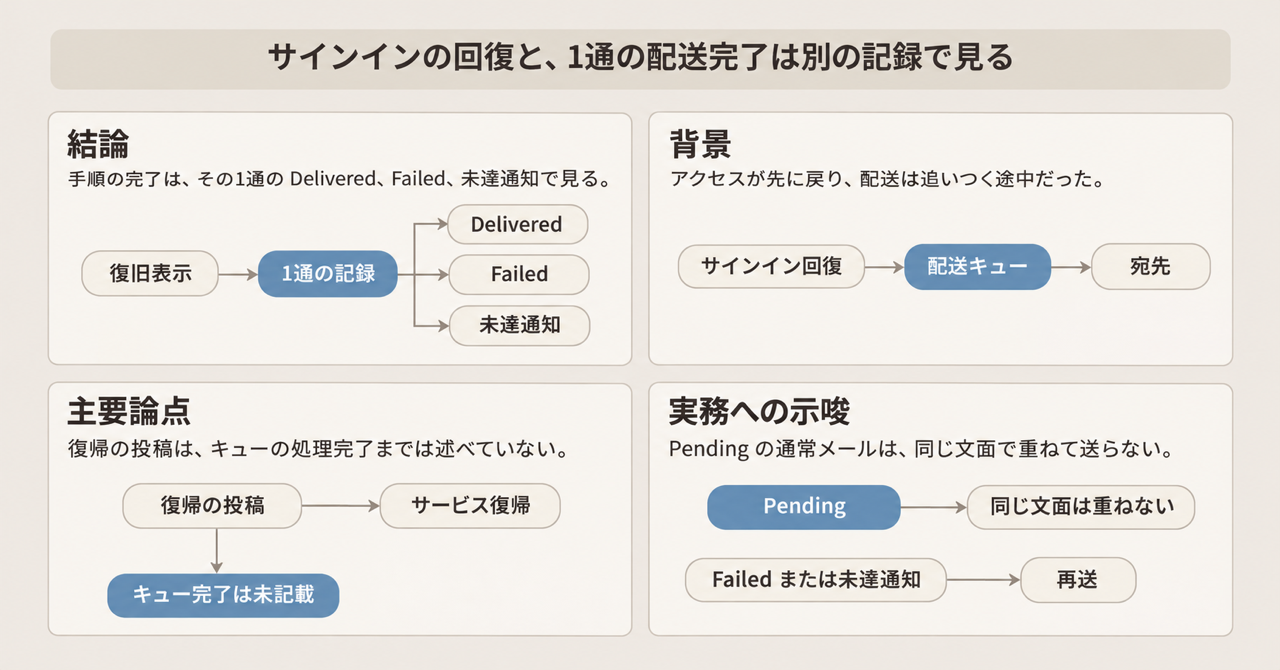 サインインの回復と、1通の配送完了は別の記録で見る
結論
手順の完了は、その1通の Delivered、Failed、未達通知で見る。
復旧表示
1通の記録
Delivered
Failed
未達通知
背景
アクセスが先に戻り、配送は追いつく途中だった。
サインイン回復
配送キュー
宛先
主要論点
復帰の投稿は、キューの処理完了までは述べていない。
復帰の投稿
サービス復帰
キュー完了は未記載
実務への示唆
Pending の通常メールは、同じ文面で重ねて送らない。
Pending
同じ文面は重ねない
Failed または未達通知
再送